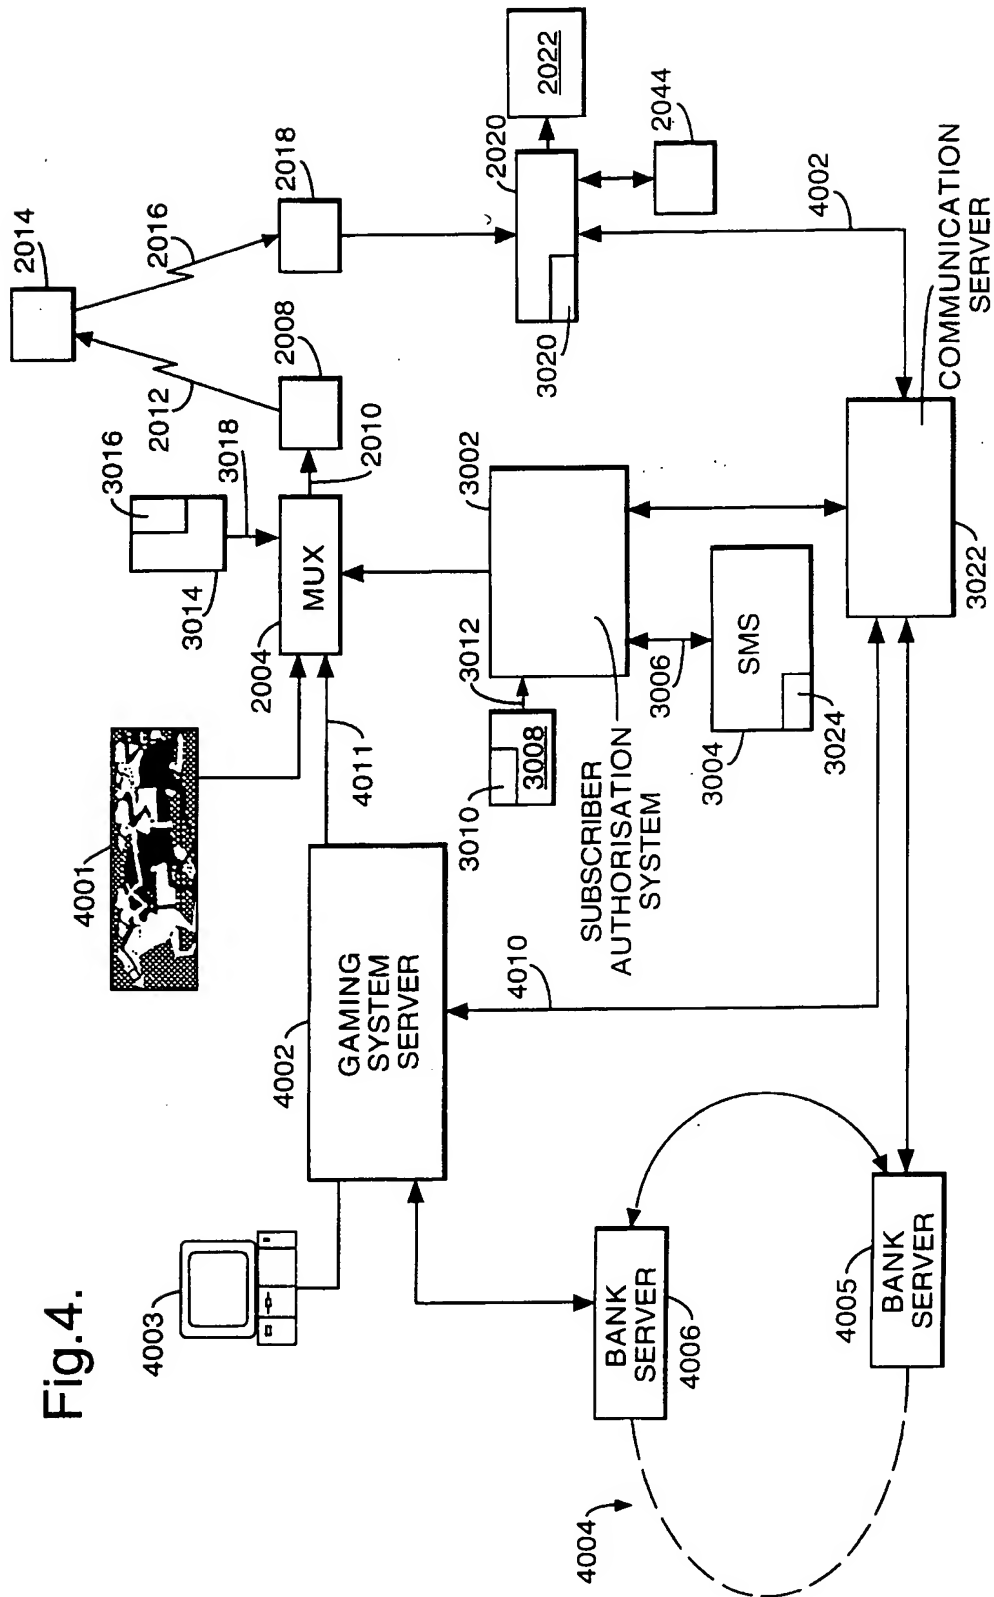 Fig.4.
4003
4001
4002
GAMING
SYSTEM
SERVER
4011
4010
3014
3016
3018
2004
MUX
2010
2008
2012
2014
2016
2018
2020
2022
2044
3020
4002
3002
3010
3008
3012
SUBSCRIBER
AUTHORISATION
SYSTEM
3006
3004
SMS
3024
COMMUNICATION
SERVER
3022
BANK
SERVER
4006
BANK
SERVER
4005
4004